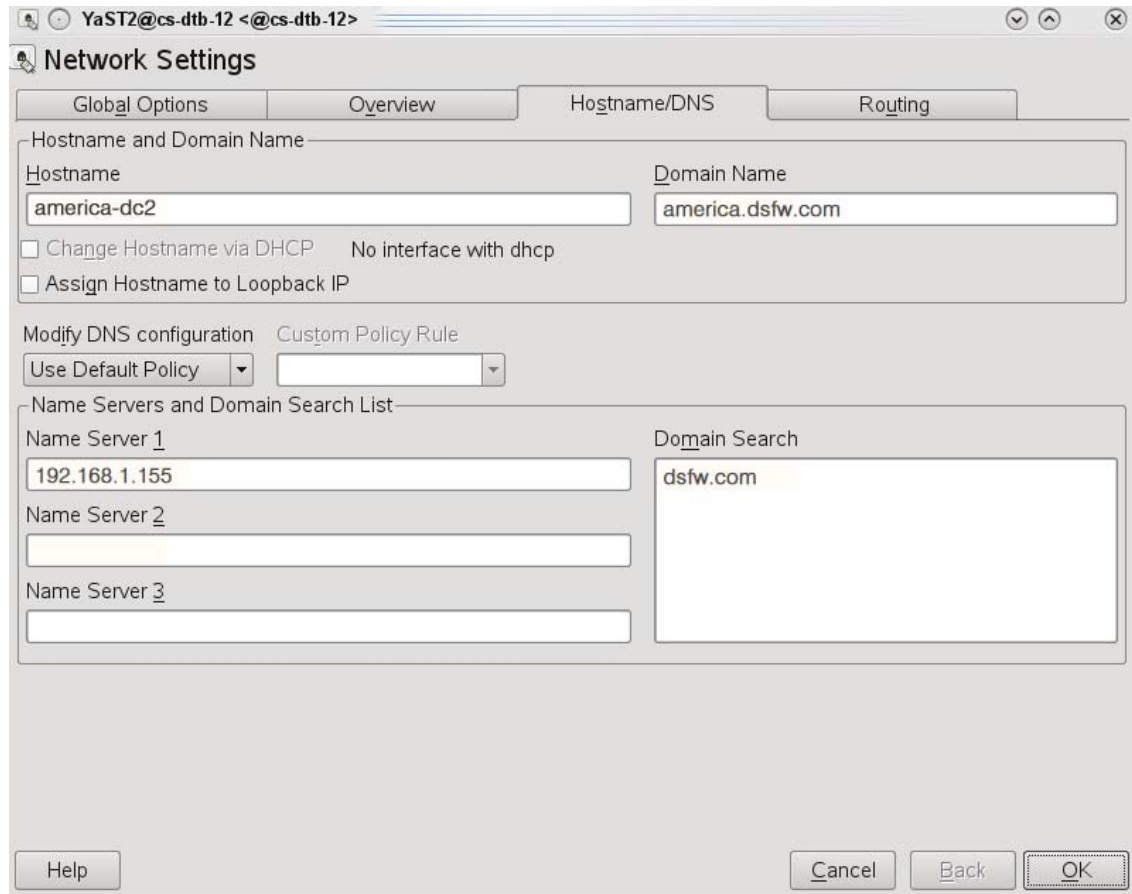 YaST2@cs-dtb-12 <@cs-dtb-12>
Network Settings
Global Options Overview Hostname/DNS Routing
Hostname and Domain Name
Hostname Domain Name
america-dc2 america.dsfw.com
Change Hostname via DHCP No interface with dhcp
Assign Hostname to Loopback IP
Modify DNS configuration Custom Policy Rule
Use Default Policy
Name Servers and Domain Search List
Name Server 1 Domain Search
192.168.1.155 dsfw.com
Name Server 2
Name Server 3
Help Cancel Back OK